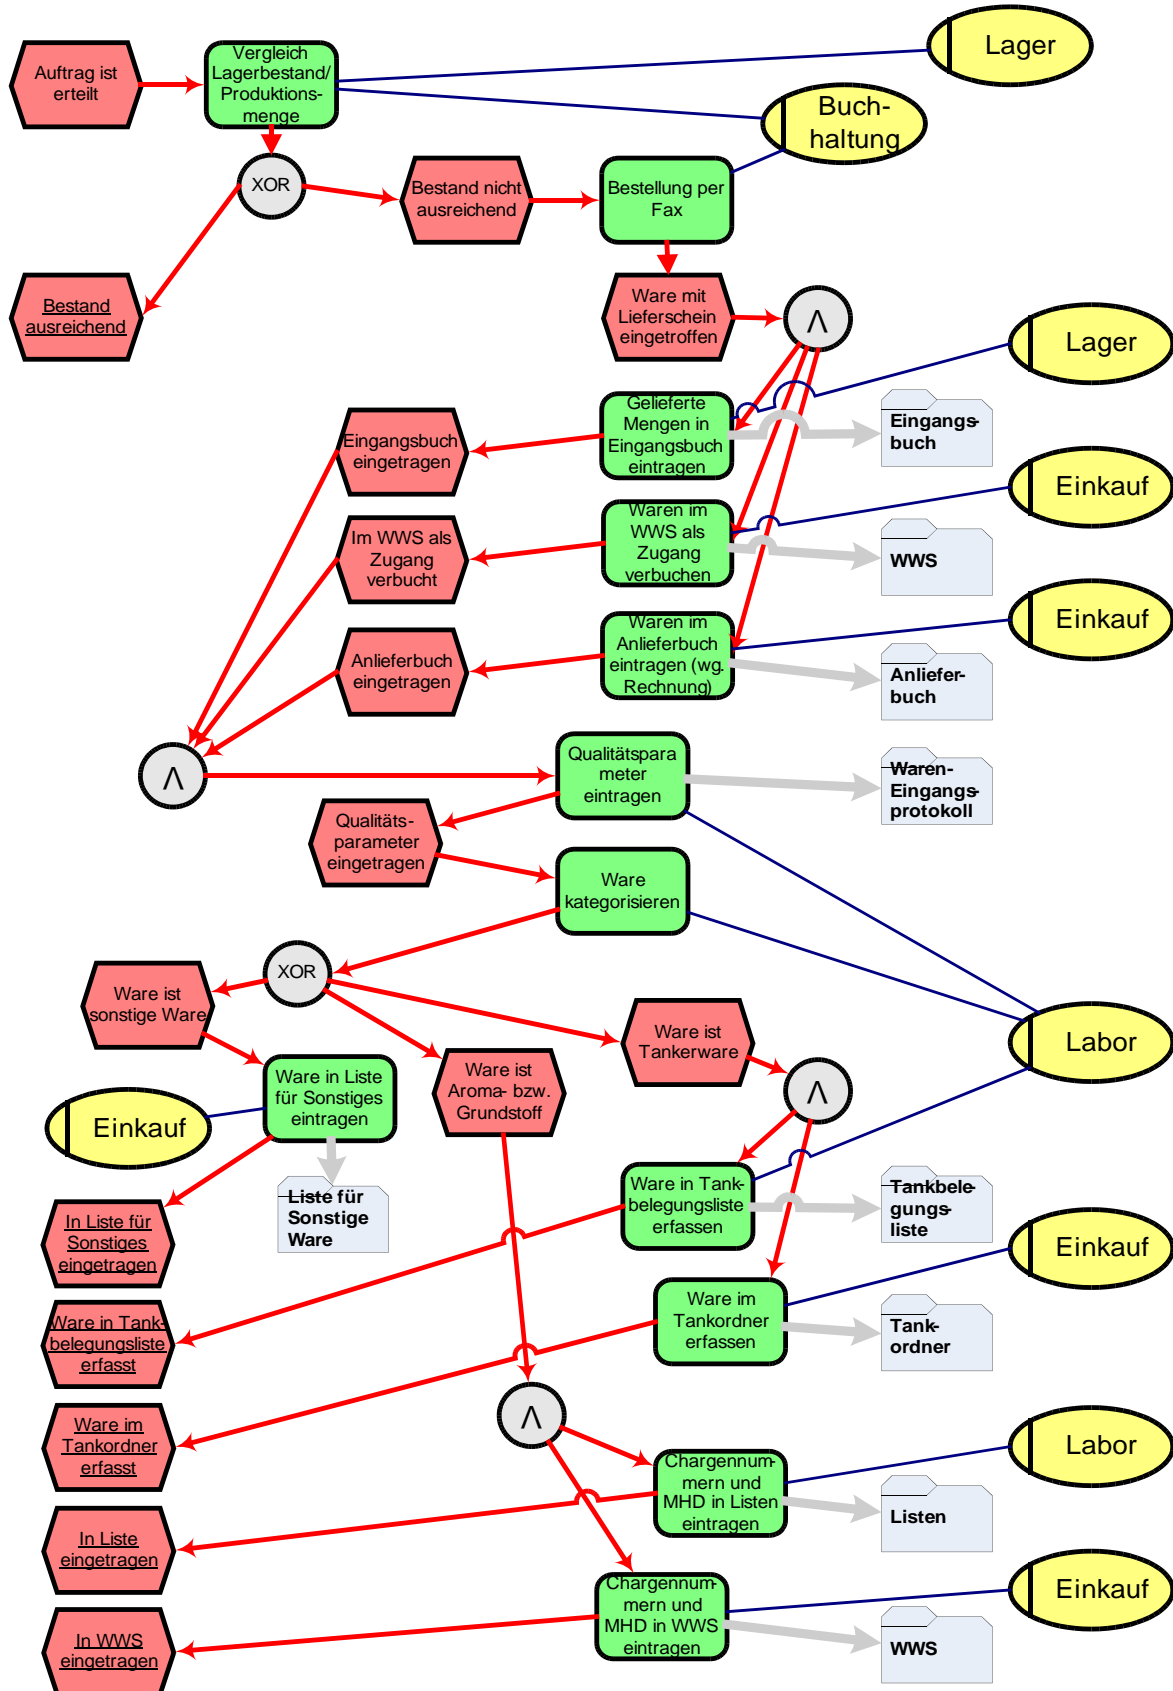 Auftrag ist
erteilt
Vergleich
Lagerbestand/
Produktions-
menge
Lager
Buch-
haltung
XOR
Bestand nicht
ausreichend
Bestellung per
Fax
Bestand
ausreichend
Ware mit
Lieferschein
eingetroffen
Λ
Lager
Gelieferte
Mengen in
Eingangsbuch
eintragen
Eingangs-
buch
Eingangsbuch
eingetragen
Einkauf
Waren im
WWS als
Zugang
verbuchen
WWS
Im WWS als
Zugang
verbucht
Einkauf
Waren im
Anlieferbuch
eintragen (wg.
Rechnung)
Anliefer-
buch
Anlieferbuch
eingetragen
Λ
Qualitätspara
meter
eintragen
Waren-
Eingangs-
protokoll
Qualitäts-
parameter
eingetragen
Ware
kategorisieren
XOR
Ware ist
sonstige Ware
Ware ist
Tankerware
Labor
Ware in Liste
für Sonstiges
eintragen
Ware ist
Aroma- bzw.
Grundstoff
Λ
Einkauf
Liste für
Sonstige
Ware
Ware in Tank-
belegungsliste
erfassen
Tankbele-
gungs-
liste
In Liste für
Sonstiges
eingetragen
Einkauf
Ware in Tank-
belegungsliste
erfasst
Ware im
Tankordner
erfassen
Tank-
ordner
Λ
Ware im
Tankordner
erfasst
Labor
Chargennum-
mern und
MHD in Listen
eintragen
Listen
In Liste
eingetragen
Einkauf
Chargennum-
mern und
MHD in WWS
eintragen
WWS
In WWS
eingetragen